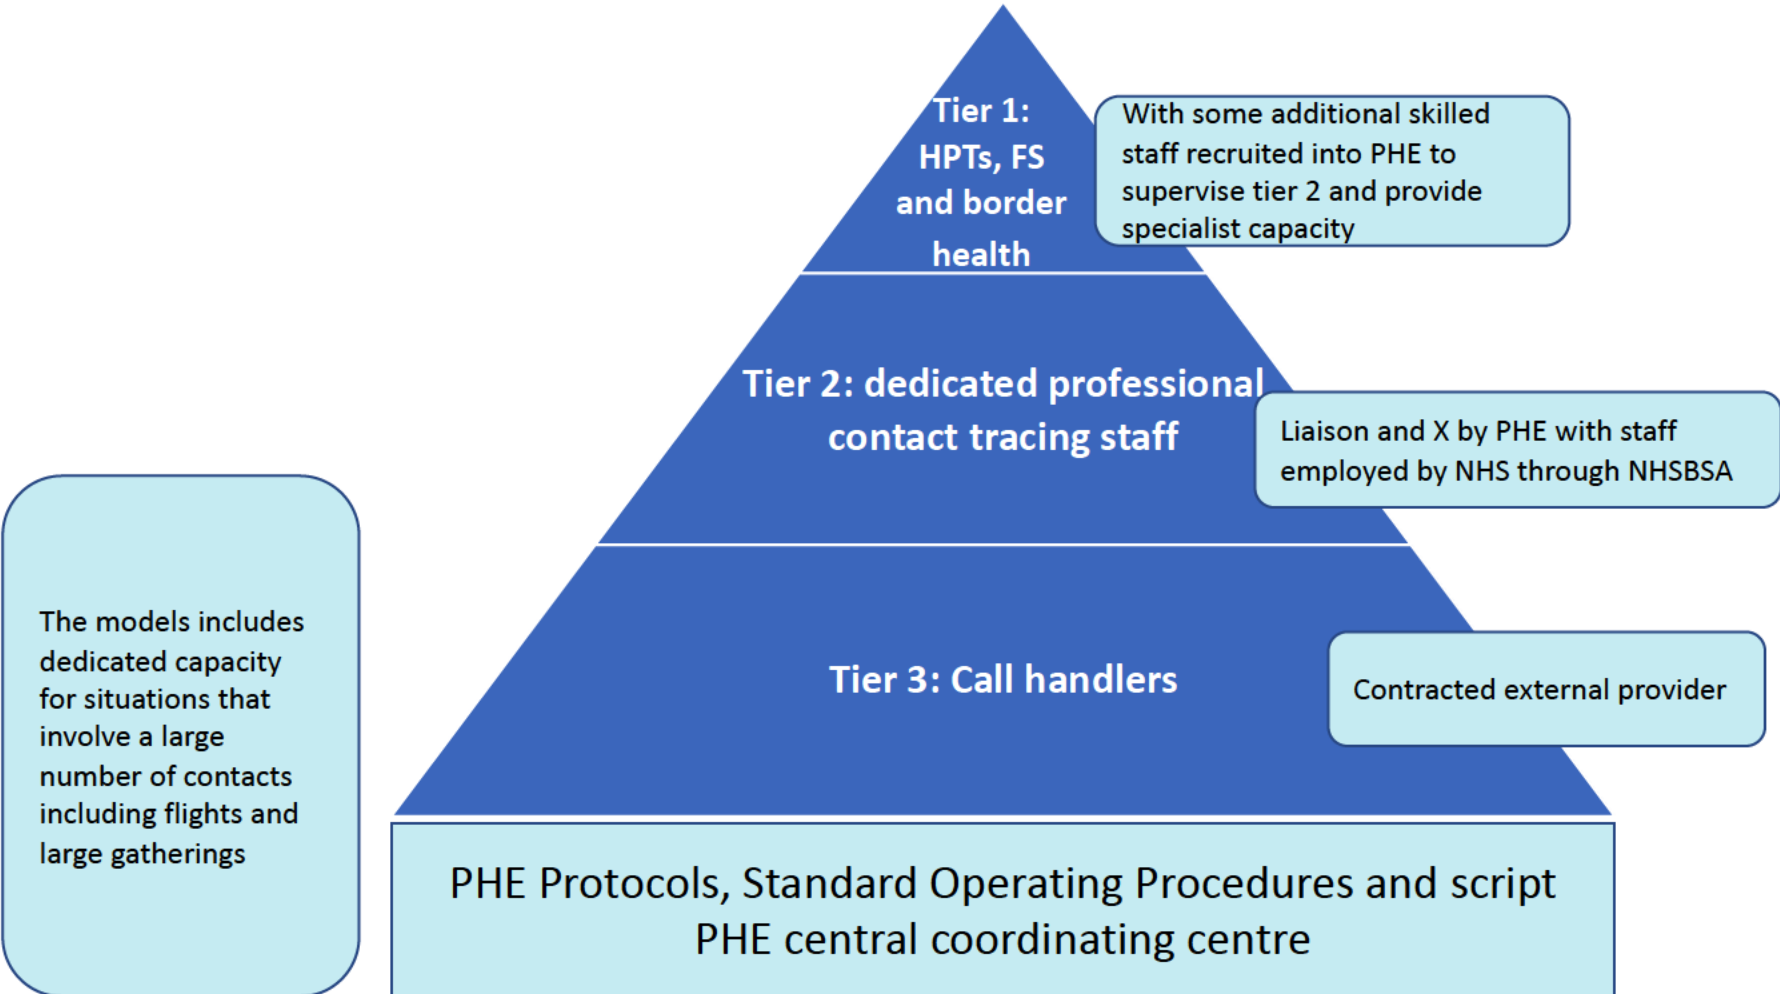 Tier 1:
HPTs, FS
and border
health
With some additional skilled
staff recruited into PHE to
supervise tier 2 and provide
specialist capacity
Tier 2: dedicated professional
contact tracing staff
Liaison and X by PHE with staff
employed by NHS through NHSBSA
The models includes
dedicated capacity
for situations that
involve a large
number of contacts
including flights and
large gatherings
Tier 3: Call handlers
Contracted external provider
PHE Protocols, Standard Operating Procedures and script
PHE central coordinating centre